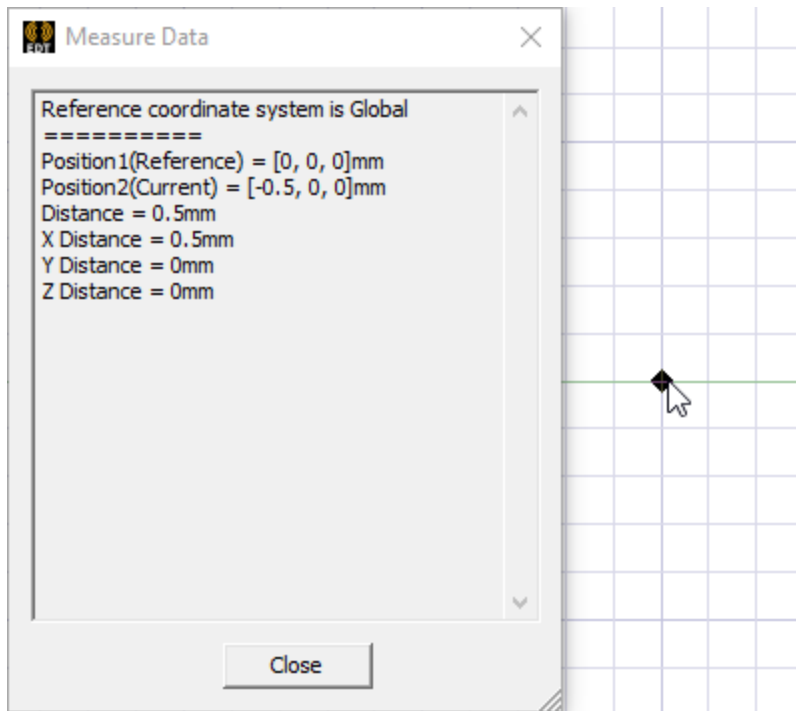 EDT
Measure Data
Reference coordinate system is Global
==========
Position1(Reference) = [0, 0, 0]mm
Position2(Current) = [-0.5, 0, 0]mm
Distance = 0.5mm
X Distance = 0.5mm
Y Distance = 0mm
Z Distance = 0mm
Close